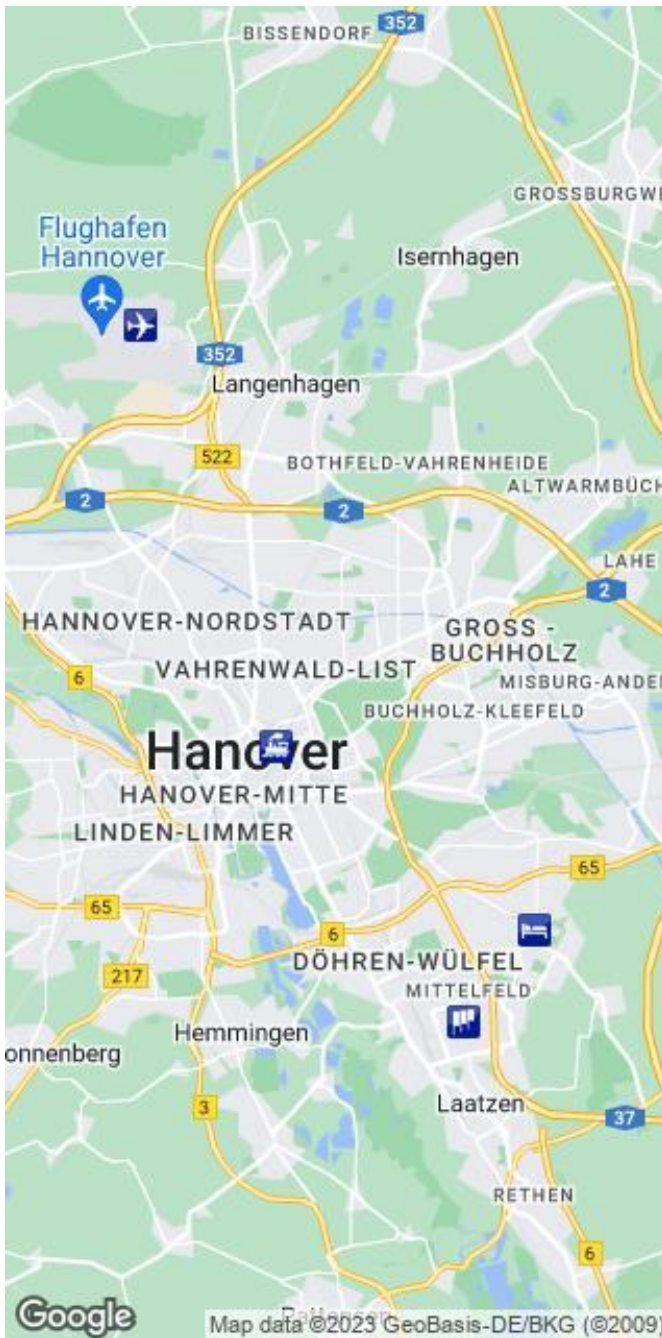 352
BISSENDORF
GROSSBURGWE
Flughafen
Hannover
Isernhagen
352
Langenhagen
522
BOTHFELD-VAHRENHEIDE
ALTWARMBÜCH
2
2
LAHE
2
HANNOVER-NORDSTADT
GROSS -
BUCHHOLZ
VAHRENWALD-LIST
6
MISBURG-ANDER
BUCHHOLZ-KLEEFELD
Hanover
HANOVER-MITTE
LINDEN-LIMMER
65
65
6
DÖHREN-WÜLFEL
217
MITTELFELD
Hemmingen
onnenberg
Laatzen
3
37
RETHEN
6
Google
Map data ©2023 GeoBasis-DE/BKG (©2009)